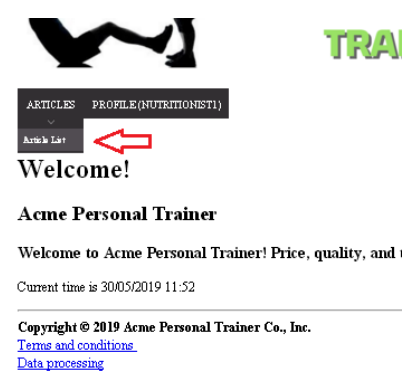 TRAI
ARTICLES PROFILE (NUTRITIONIST1)
Article List
Welcome!
Acme Personal Trainer
Welcome to Acme Personal Trainer! Price, quality, and
Current time is 30/05/2019 11:52
Copyright © 2019 Acme Personal Trainer Co., Inc.
Terms and conditions
Data processing